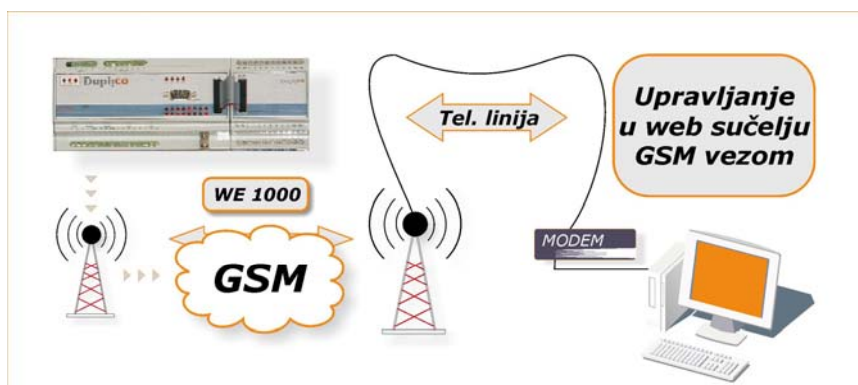 Duplico
WE 1000
GSM
Tel. linija
MODEM
Upravljanje
u web sučelju
GSM vezom